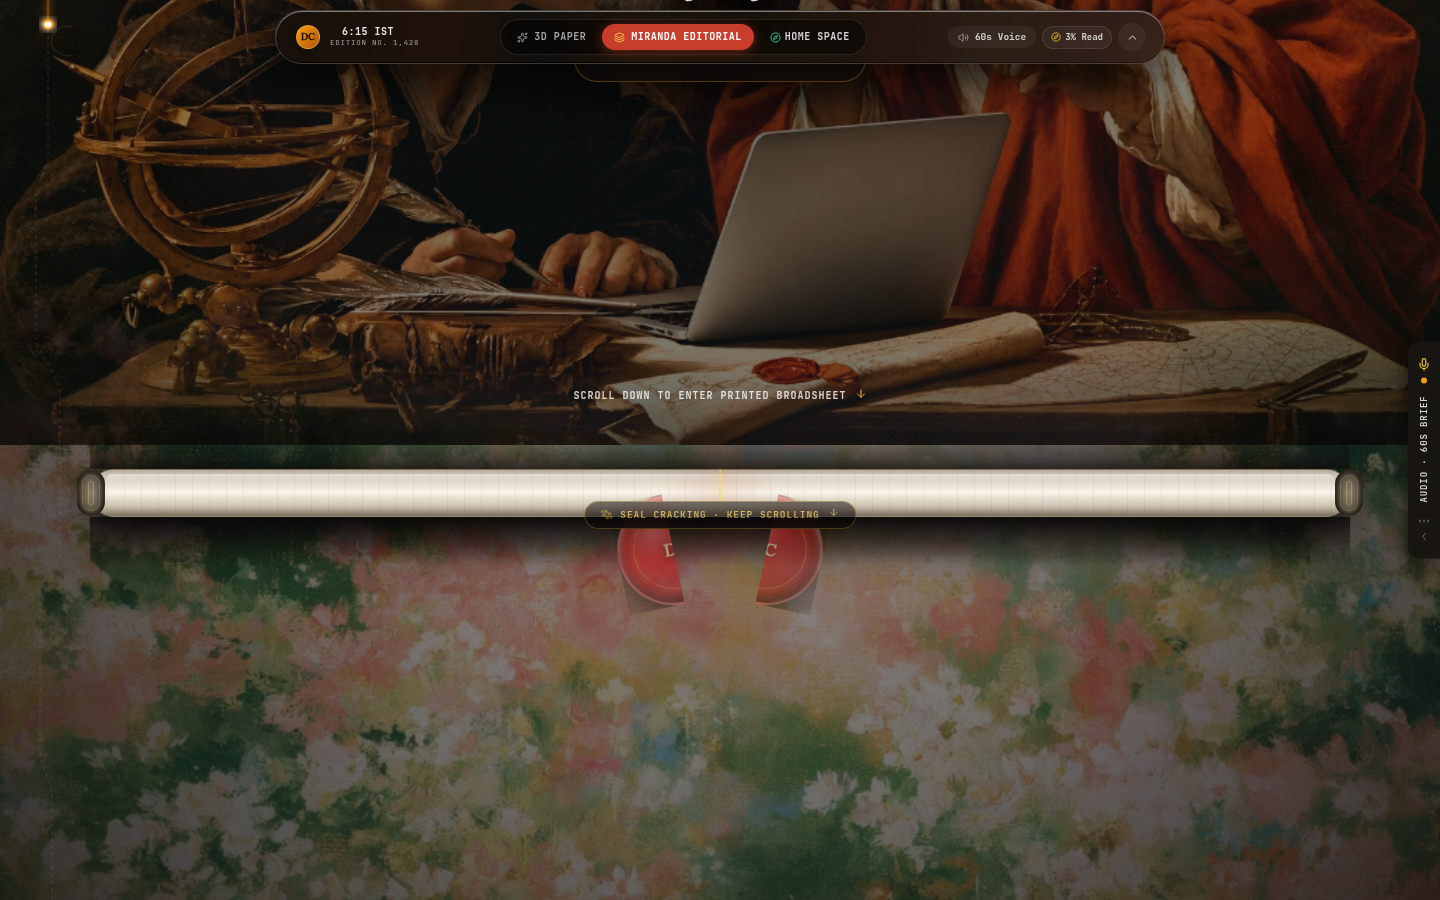 DC
6:15 IST
EDITION NO. 1,428
3D PAPER
MIRANDA EDITORIAL
HOME SPACE
60s Voice
3% Read
AUDIO · 60S BRIEF
SCROLL DOWN TO ENTER PRINTED BROADSHEET ↓
SEAL CRACKING · KEEP SCROLLING ↓
D C